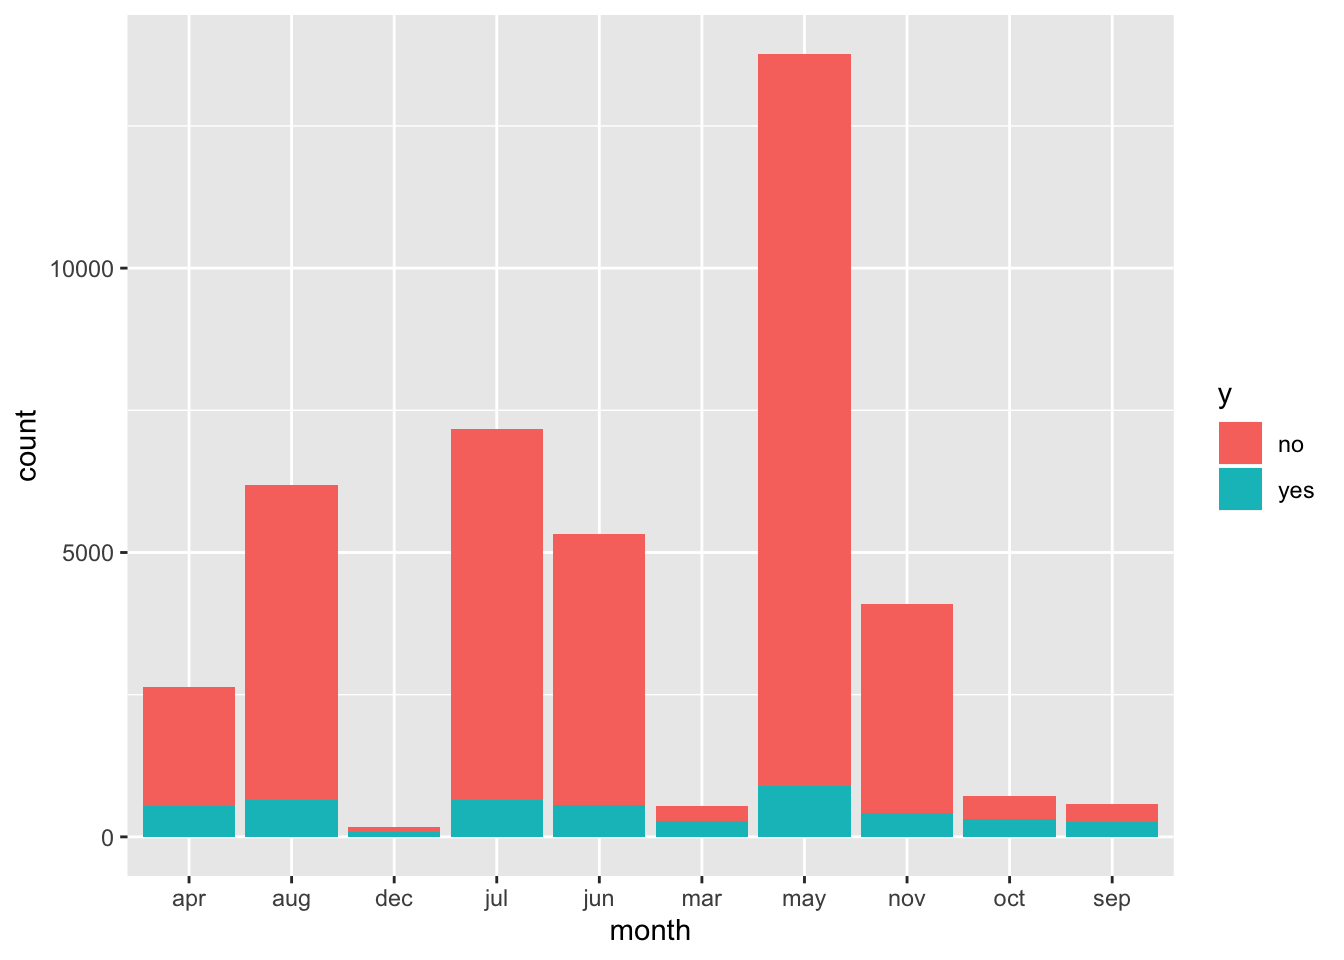 count
10000
5000
0
apr aug dec jul jun mar may nov oct sep
month
y
no
yes